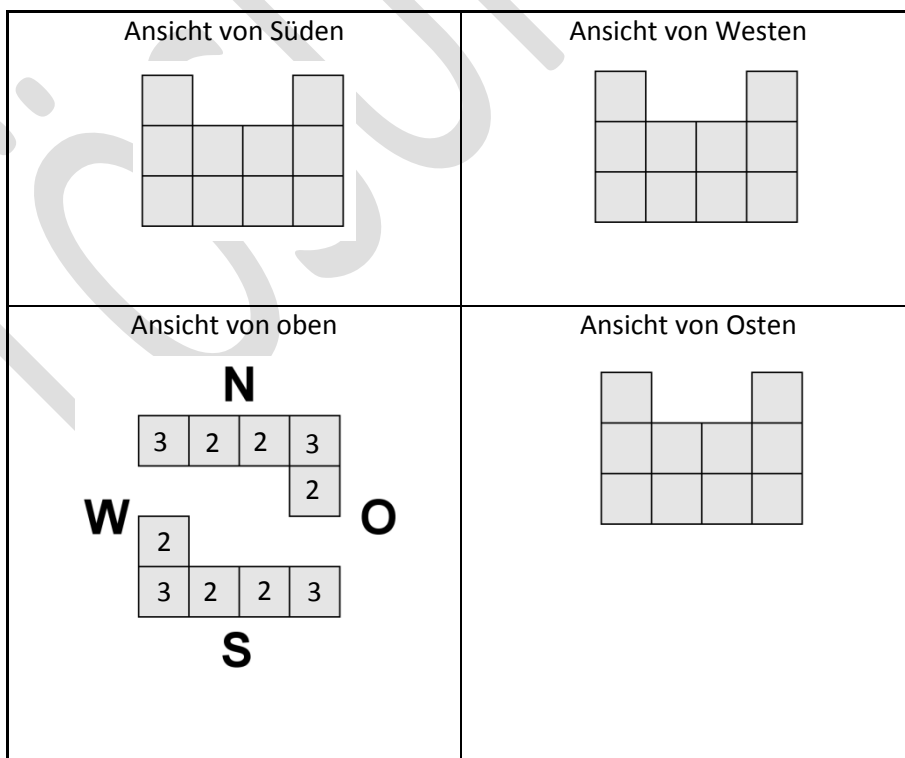 Ansicht von Süden
Ansicht von Westen
Ansicht von oben
N
3 2 2 3
2
W
O
2
3 2 2 3
S
Ansicht von Osten